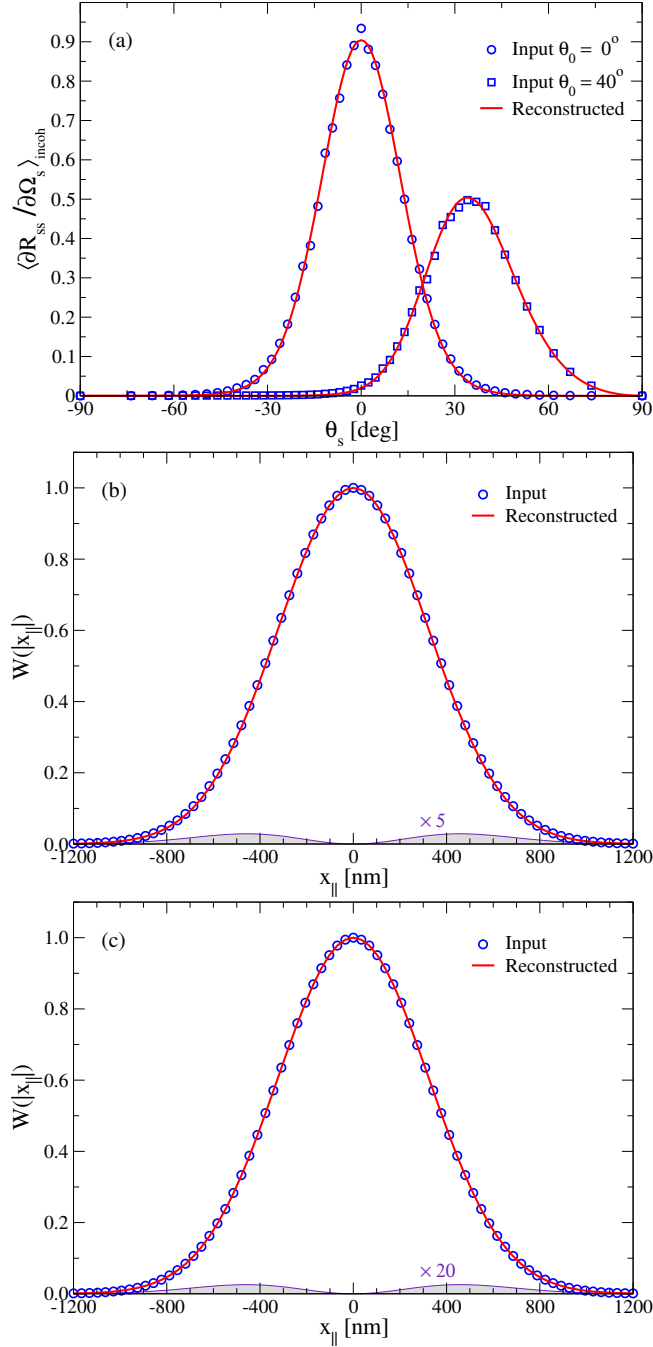 (a)
Input θ₀ = 0°
Input θ₀ = 40°
Reconstructed
⟨∂R_ss /∂Ω_s⟩_incoh
0.9
0.8
0.7
0.6
0.5
0.4
0.3
0.2
0.1
0
-90 -60 -30 0 30 60 90
θ_s [deg]
(b)
Input
Reconstructed
W(|x_|||)
1.0
0.8
0.6
0.4
0.2
0.0
× 5
-1200 -800 -400 0 400 800 1200
x_|| [nm]
(c)
Input
Reconstructed
W(|x_|||)
1.0
0.8
0.6
0.4
0.2
0.0
× 20
-1200 -800 -400 0 400 800 1200
x_|| [nm]